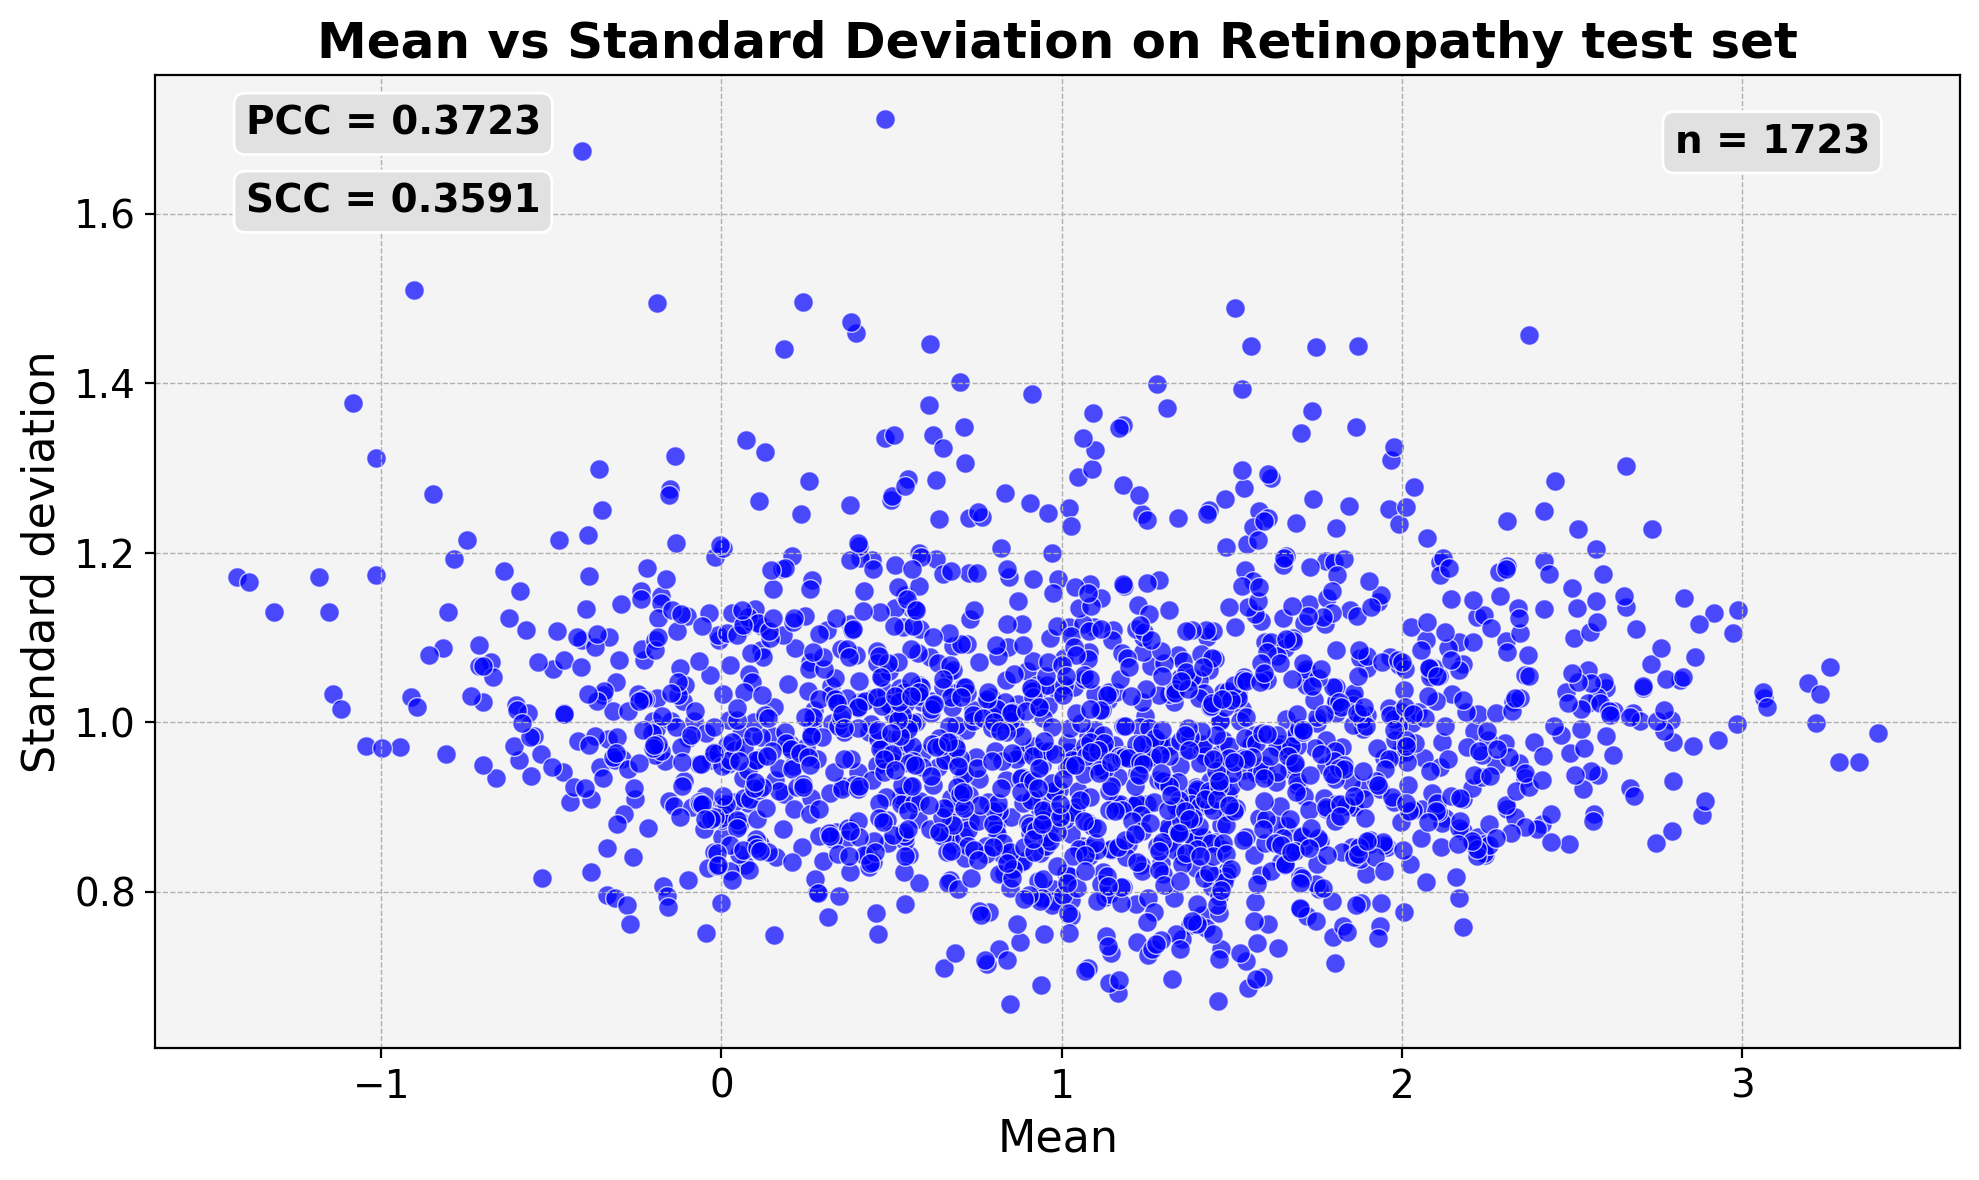 Mean vs Standard Deviation on Retinopathy test set
PCC = 0.3723
n = 1723
SCC = 0.3591
1.6
1.4
1.2
1.0
0.8
Standard deviation
−1
0
1
2
3
Mean